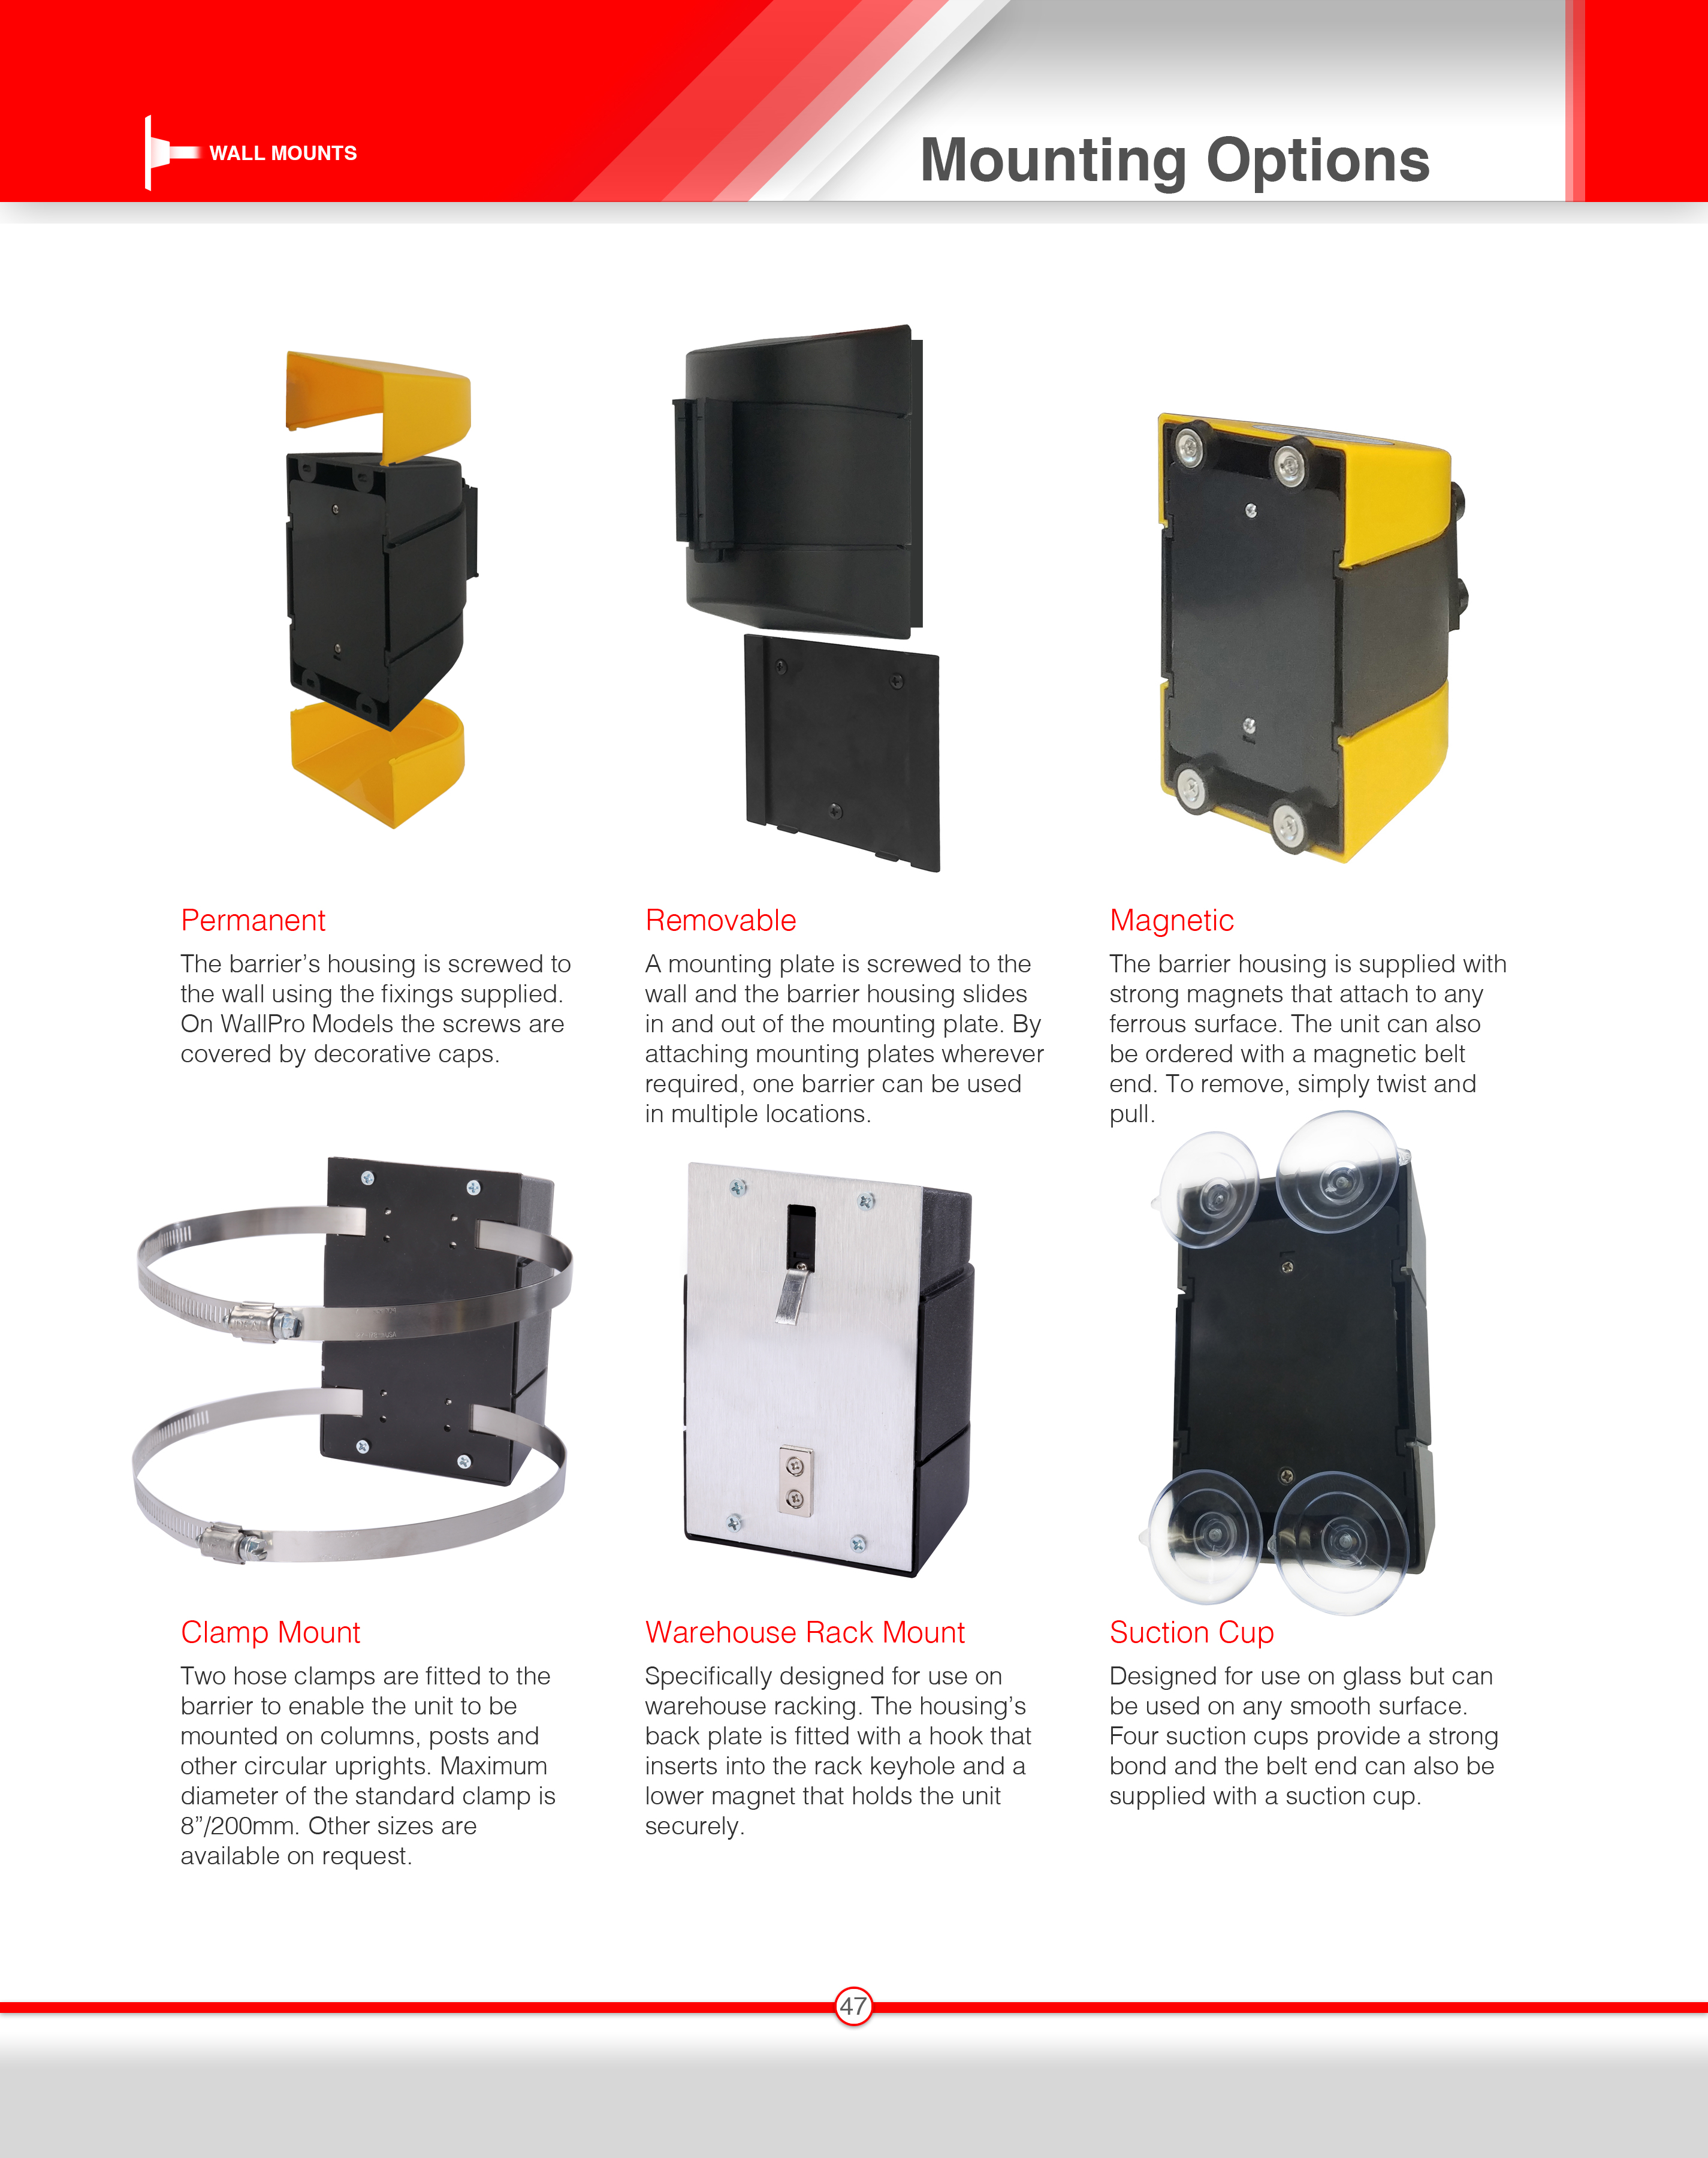 WALL MOUNTS
Mounting Options
Permanent
The barrier’s housing is screwed to
the wall using the fixings supplied.
On WallPro Models the screws are
covered by decorative caps.
Removable
A mounting plate is screwed to the
wall and the barrier housing slides
in and out of the mounting plate. By
attaching mounting plates wherever
required, one barrier can be used
in multiple locations.
Magnetic
The barrier housing is supplied with
strong magnets that attach to any
ferrous surface. The unit can also
be ordered with a magnetic belt
end. To remove, simply twist and
pull.
Clamp Mount
Two hose clamps are fitted to the
barrier to enable the unit to be
mounted on columns, posts and
other circular uprights. Maximum
diameter of the standard clamp is
8”/200mm. Other sizes are
available on request.
Warehouse Rack Mount
Specifically designed for use on
warehouse racking. The housing’s
back plate is fitted with a hook that
inserts into the rack keyhole and a
lower magnet that holds the unit
securely.
Suction Cup
Designed for use on glass but can
be used on any smooth surface.
Four suction cups provide a strong
bond and the belt end can also be
supplied with a suction cup.
47